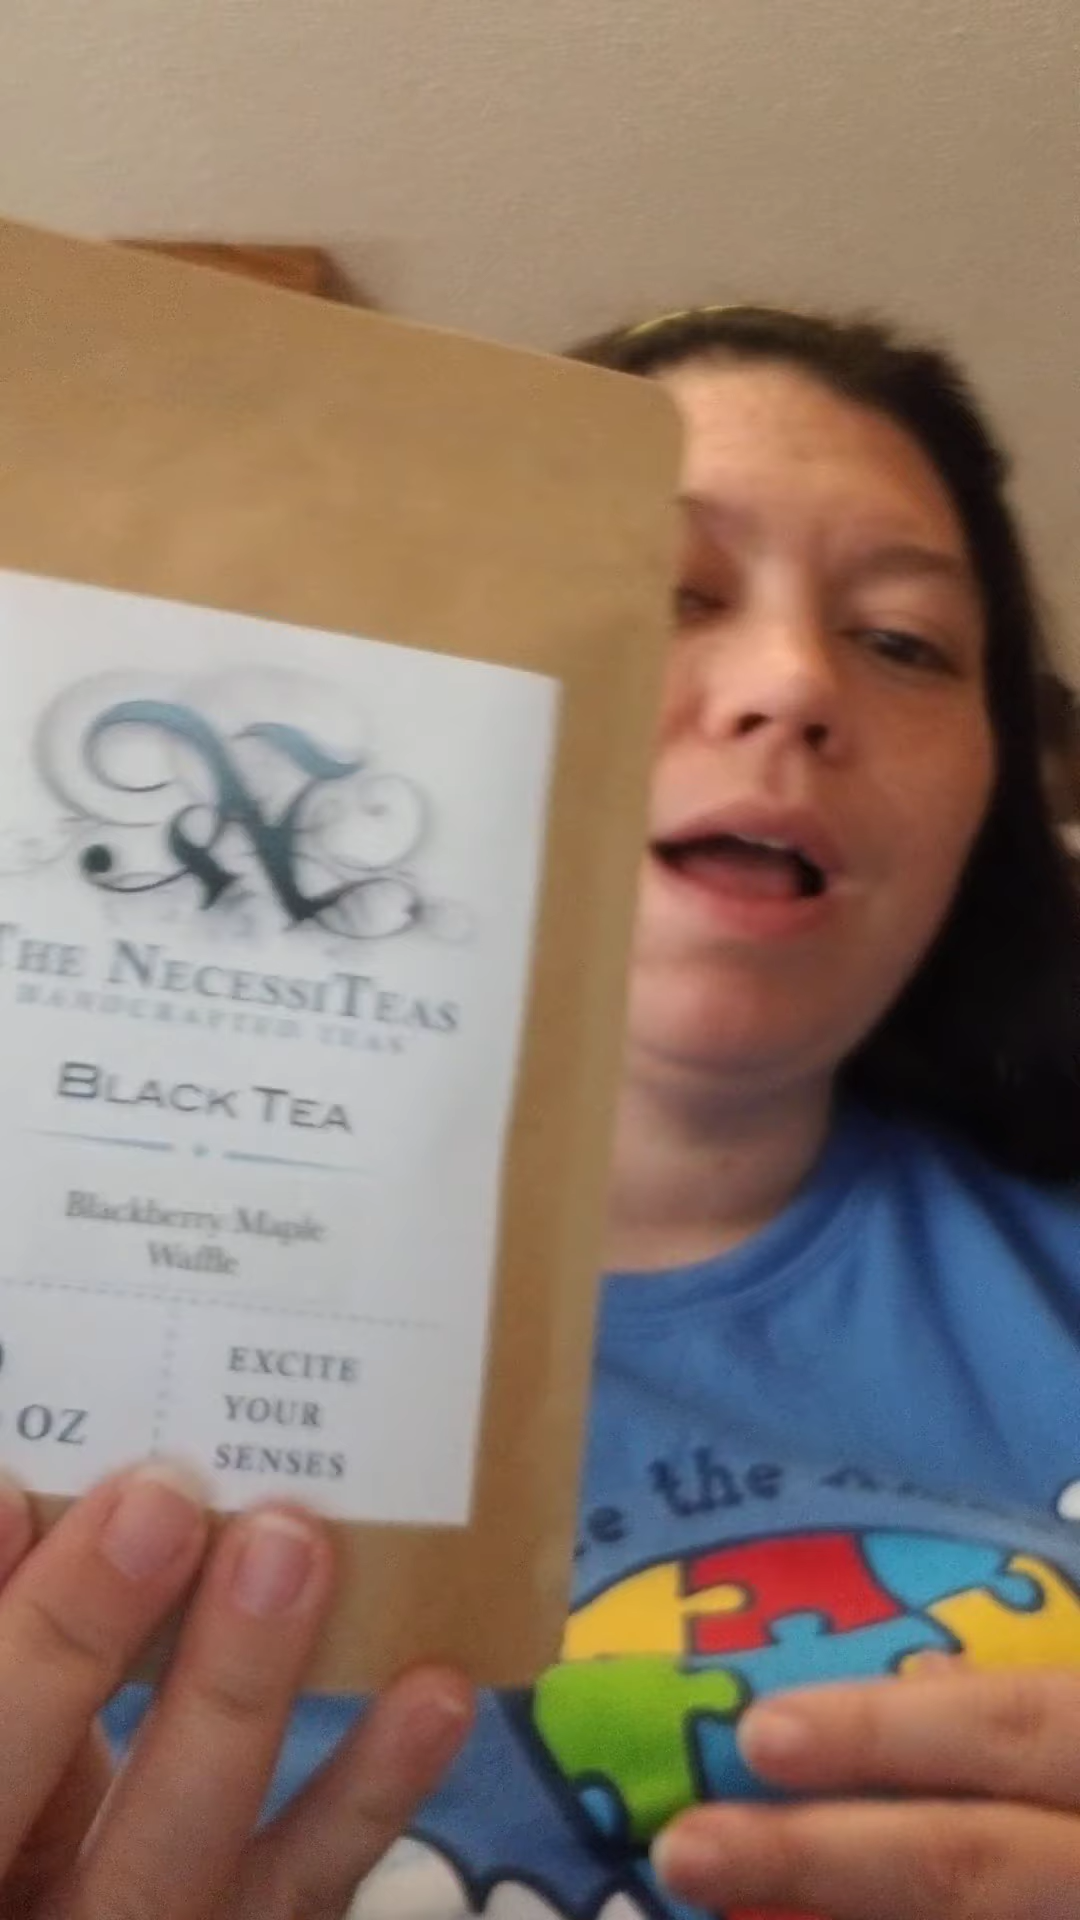 N
THE NECESSITEAS
HANDCRAFTED TEAS
BLACK TEA
Blackberry Maple
Waffle
OZ
EXCITE
YOUR
SENSES
the